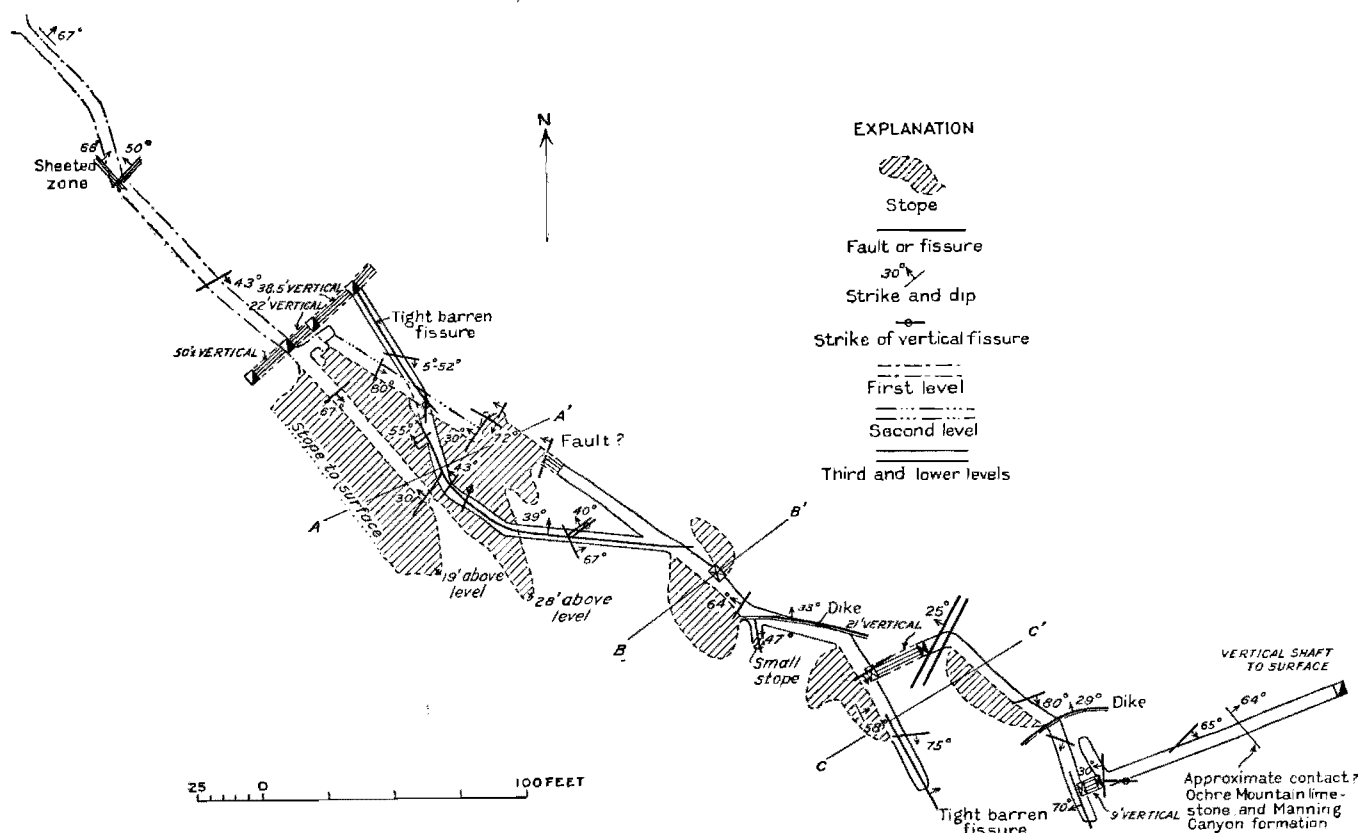 67°
N
EXPLANATION
Stope
Fault or fissure
30°
Strike and dip
Strike of vertical fissure
First level
Second level
Third and lower levels
68°
50°
Sheeted
zone
43°
38.5' VERTICAL
22' VERTICAL
50'± VERTICAL
Tight barren
fissure
5°-52°
80°
67°
55°
30°
72°
A'
Fault ?
Stope to surface
43°
30
A
39°
40°
67°
19' above
level
28' above
level
B'
B
64°
33°
Dike
21' VERTICAL
25°
47°
Small
stope
C'
C
58°
75°
Tight barren
fissure
80°
29°
Dike
30°
70°
9' VERTICAL
65°
64°
VERTICAL SHAFT
TO SURFACE
Approximate contact?
Ochre Mountain lime-
stone and Manning
Canyon formation
25 0 100 FEET